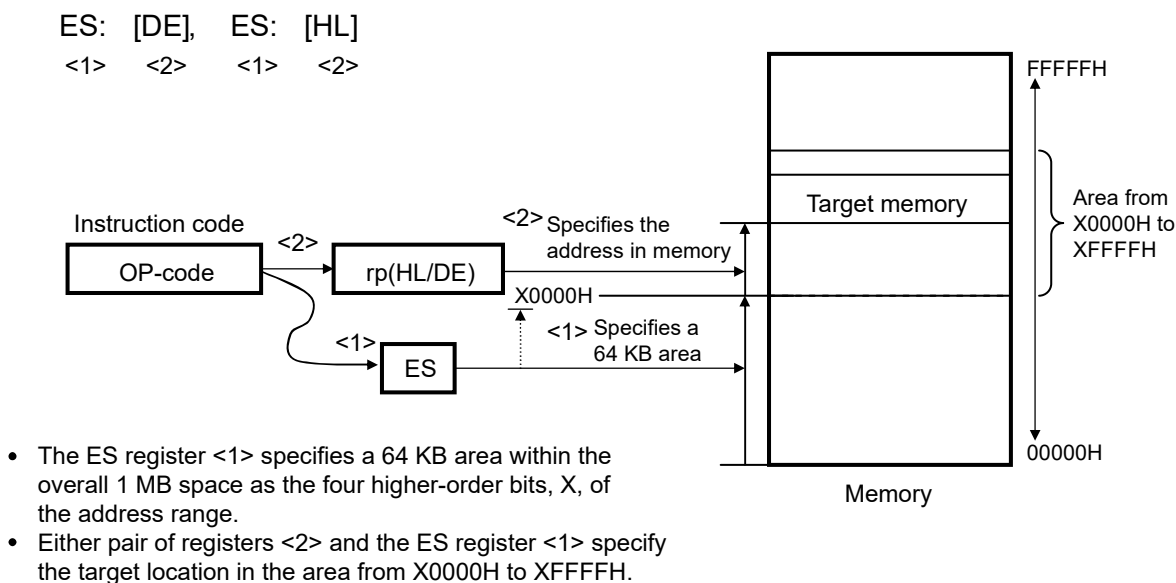 ES: [DE], ES: [HL]
<1> <2> <1> <2>
FFFFFH
Target memory
Area from
X0000H to
XFFFFH
Instruction code
OP-code
<2>
rp(HL/DE)
<2> Specifies the
address in memory
X0000H
<1>
ES
<1> Specifies a
64 KB area
00000H
Memory
• The ES register <1> specifies a 64 KB area within the
overall 1 MB space as the four higher-order bits, X, of
the address range.
• Either pair of registers <2> and the ES register <1> specify
the target location in the area from X0000H to XFFFFH.